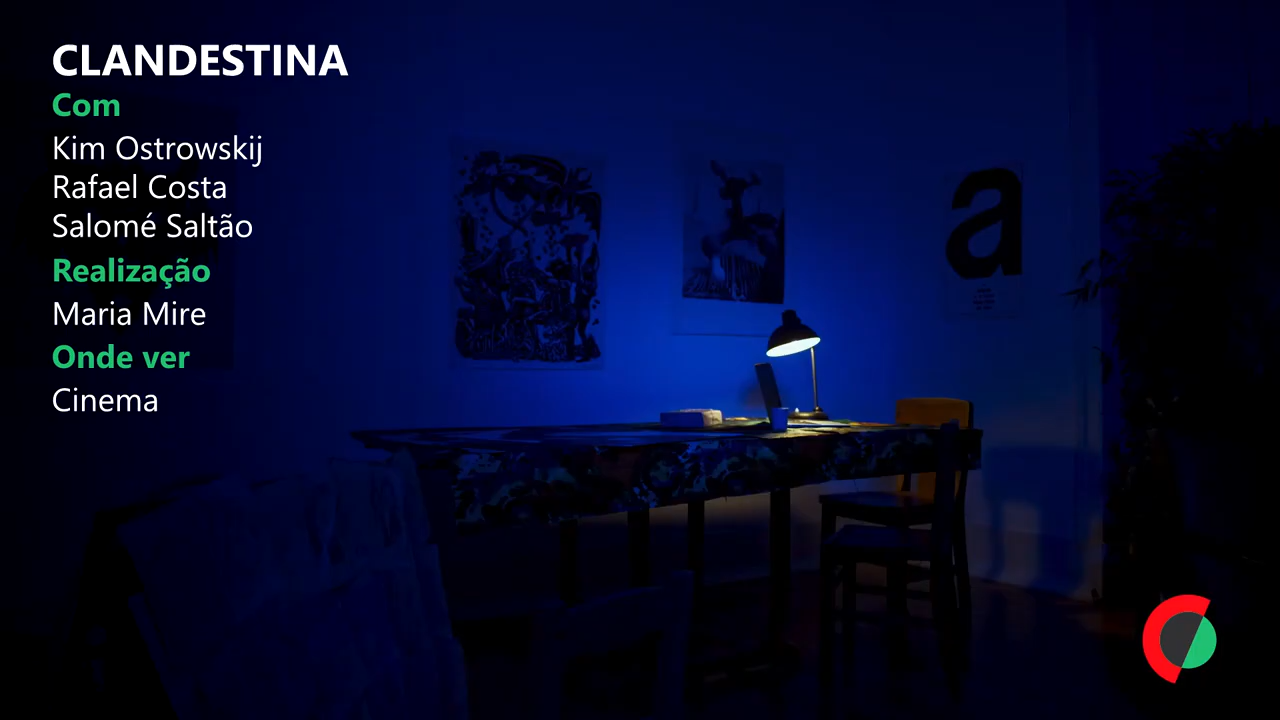 CLANDESTINA
Com
Kim Ostrowskij
Rafael Costa
Salomé Saltão
Realização
Maria Mire
Onde ver
Cinema
a